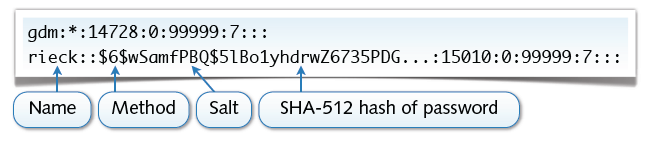 gdm:*:14728:0:99999:7:::
rieck::$6$wSamfPBQ$5lBo1yhdrwZ6735PDG...:15010:0:99999:7:::
Name Method Salt SHA-512 hash of password